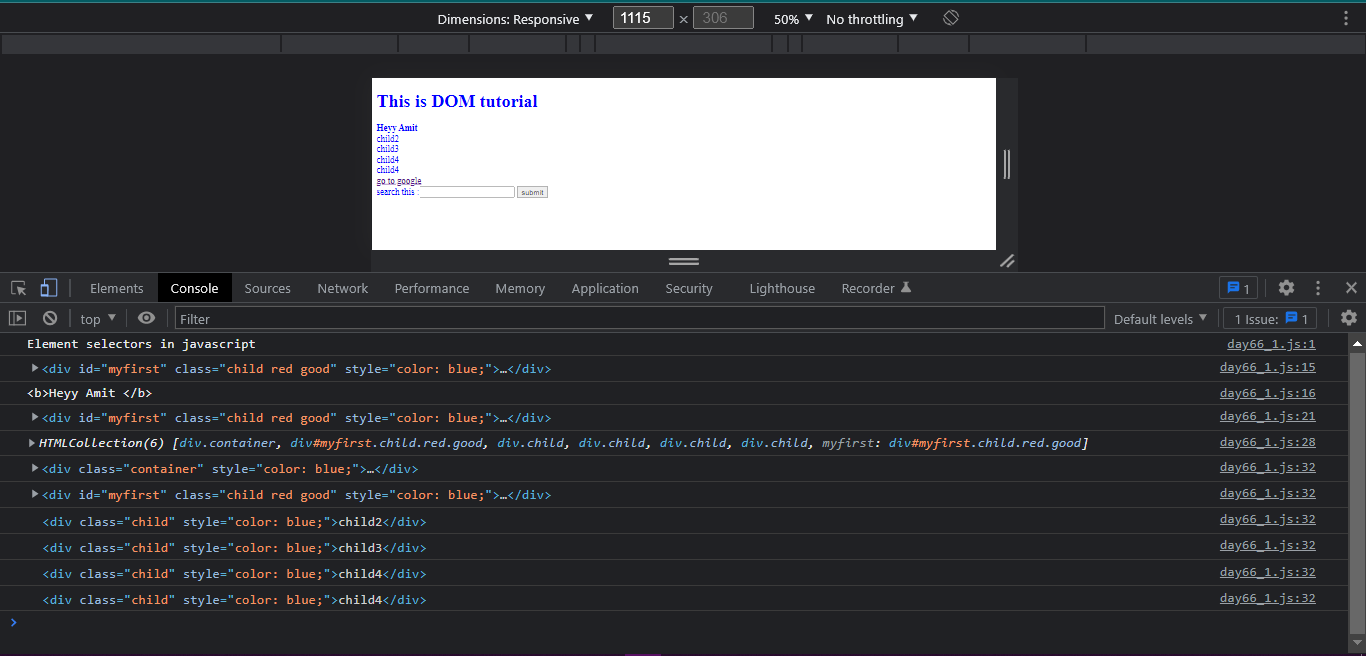 Dimensions: Responsive ▼ 1115 × 306 50% ▼ No throttling ▼
This is DOM tutorial
Heyy Amit
child2
child3
child4
child4
go to google
search this : submit
Elements Console Sources Network Performance Memory Application Security Lighthouse Recorder 1
top ▼ Filter Default levels ▼ 1 Issue: 1
Element selectors in javascript day66_1.js:1
▶<div id="myfirst" class="child red good" style="color: blue;">…</div> day66_1.js:15
<b>Heyy Amit </b> day66_1.js:16
▶<div id="myfirst" class="child red good" style="color: blue;">…</div> day66_1.js:21
▶HTMLCollection(6) [div.container, div#myfirst.child.red.good, div.child, div.child, div.child, div.child, myfirst: div#myfirst.child.red.good] day66_1.js:28
▶<div class="container" style="color: blue;">…</div> day66_1.js:32
▶<div id="myfirst" class="child red good" style="color: blue;">…</div> day66_1.js:32
<div class="child" style="color: blue;">child2</div> day66_1.js:32
<div class="child" style="color: blue;">child3</div> day66_1.js:32
<div class="child" style="color: blue;">child4</div> day66_1.js:32
<div class="child" style="color: blue;">child4</div> day66_1.js:32